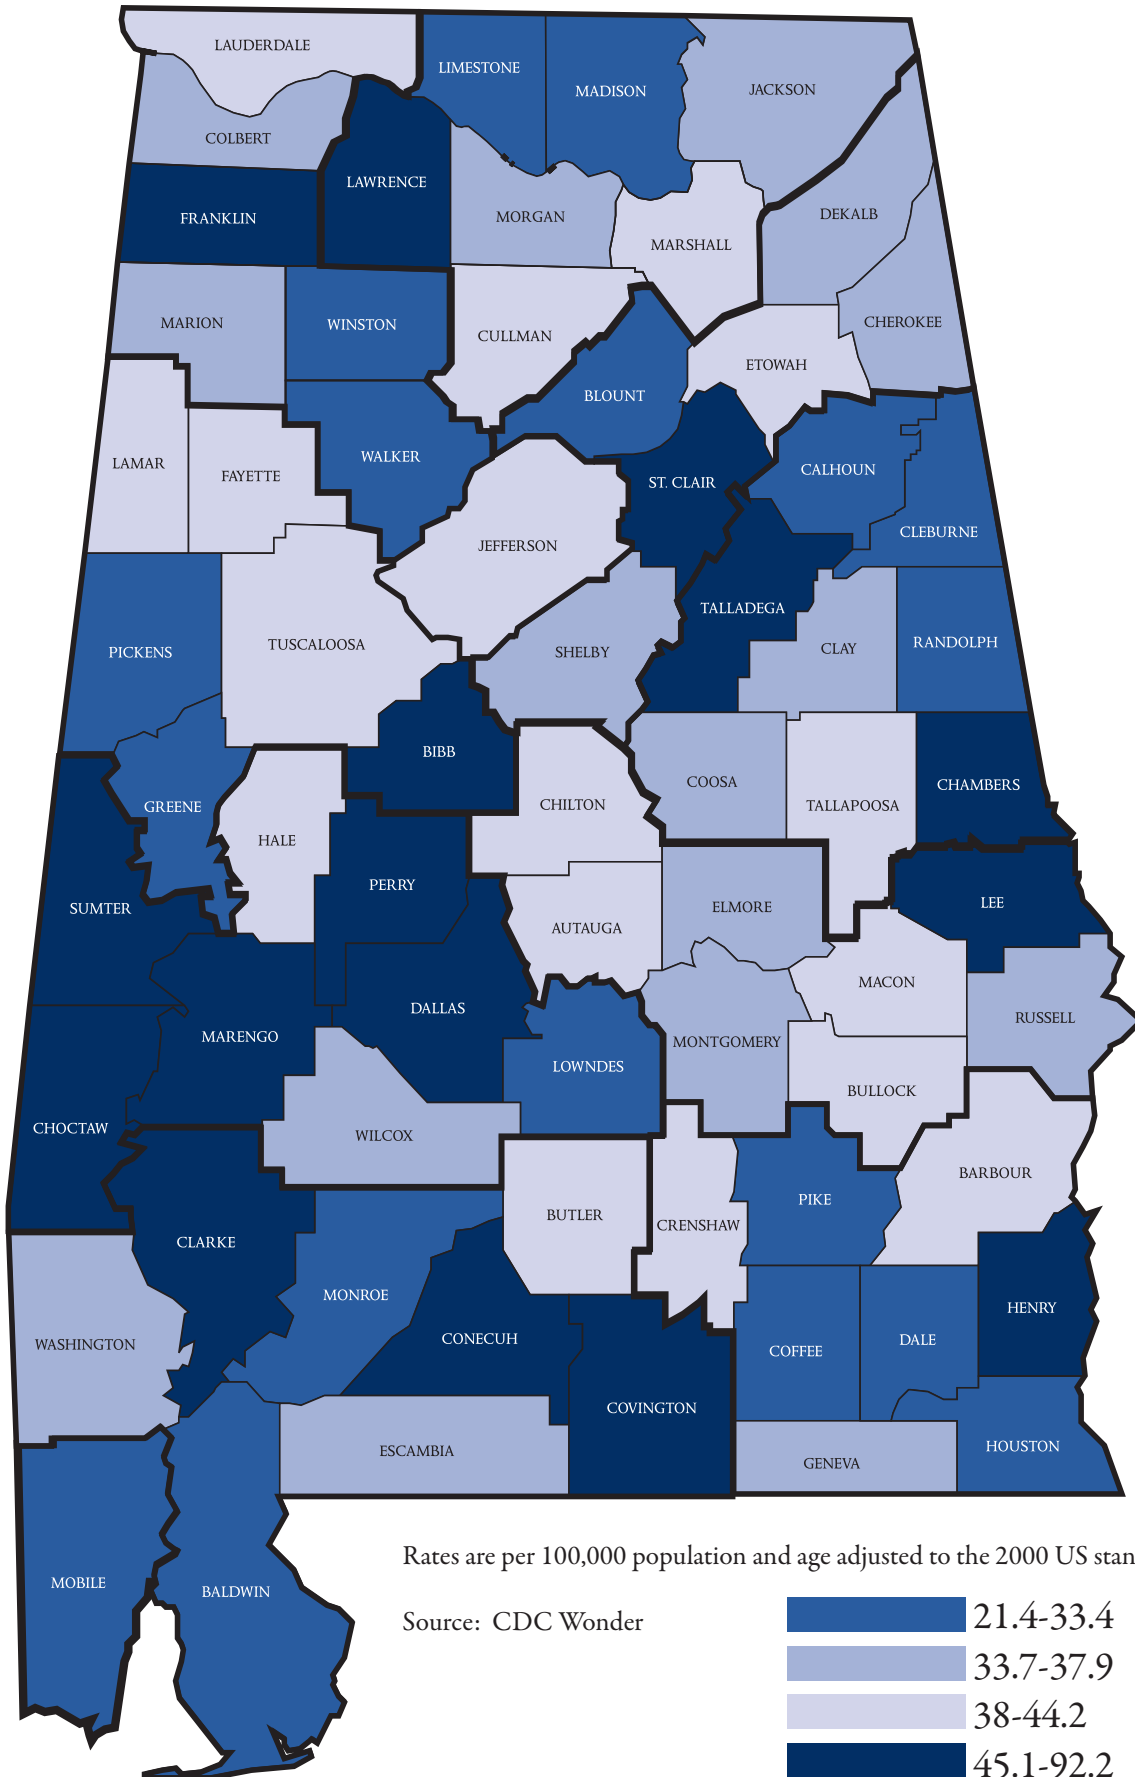 LAUDERDALE
LIMESTONE
MADISON
JACKSON
COLBERT
LAWRENCE
FRANKLIN
MORGAN
DEKALB
MARSHALL
MARION
WINSTON
CULLMAN
CHEROKEE
ETOWAH
BLOUNT
LAMAR
FAYETTE
WALKER
CALHOUN
ST. CLAIR
CLEBURNE
JEFFERSON
TALLADEGA
PICKENS
TUSCALOOSA
SHELBY
CLAY
RANDOLPH
BIBB
COOSA
CHAMBERS
GREENE
CHILTON
TALLAPOOSA
HALE
PERRY
SUMTER
ELMORE
LEE
AUTAUGA
MACON
DALLAS
RUSSELL
MARENGO
MONTGOMERY
LOWNDES
BULLOCK
CHOCTAW
WILCOX
BARBOUR
PIKE
BUTLER
CRENSHAW
CLARKE
MONROE
HENRY
CONECUH
DALE
WASHINGTON
COFFEE
COVINGTON
ESCAMBIA
HOUSTON
GENEVA
Rates are per 100,000 population and age adjusted to the 2000 US stan
MOBILE
BALDWIN
Source: CDC Wonder
21.4-33.4
33.7-37.9
38-44.2
45.1-92.2